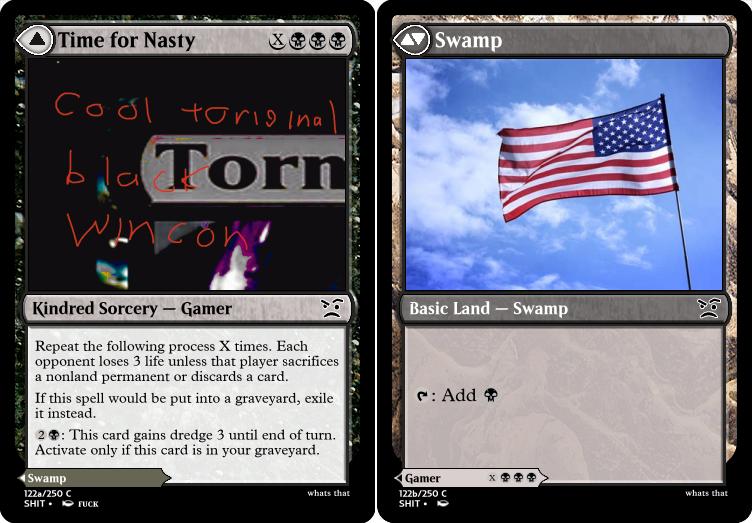 Time for Nasty
X
Cool + original
black
Torn
wincon
Kindred Sorcery — Gamer
Repeat the following process X times. Each
opponent loses 3 life unless that player sacrifices
a nonland permanent or discards a card.
If this spell would be put into a graveyard, exile
it instead.
2: This card gains dredge 3 until end of turn.
Activate only if this card is in your graveyard.
Swamp
122a/250 C
SHIT • FUCK
whats that
Swamp
Basic Land — Swamp
: Add
Gamer X
122b/250 C
SHIT •
whats that